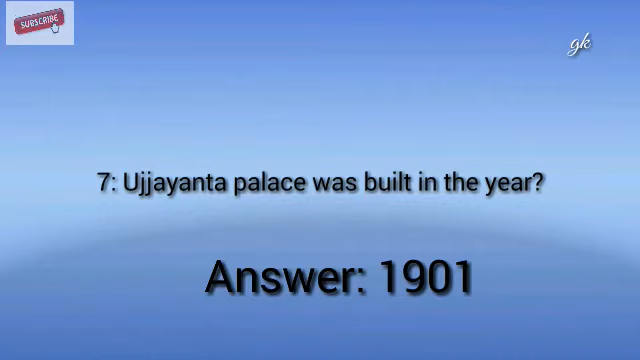 SUBSCRIBE
gk
7: Ujjayanta palace was built in the year?
Answer: 1901